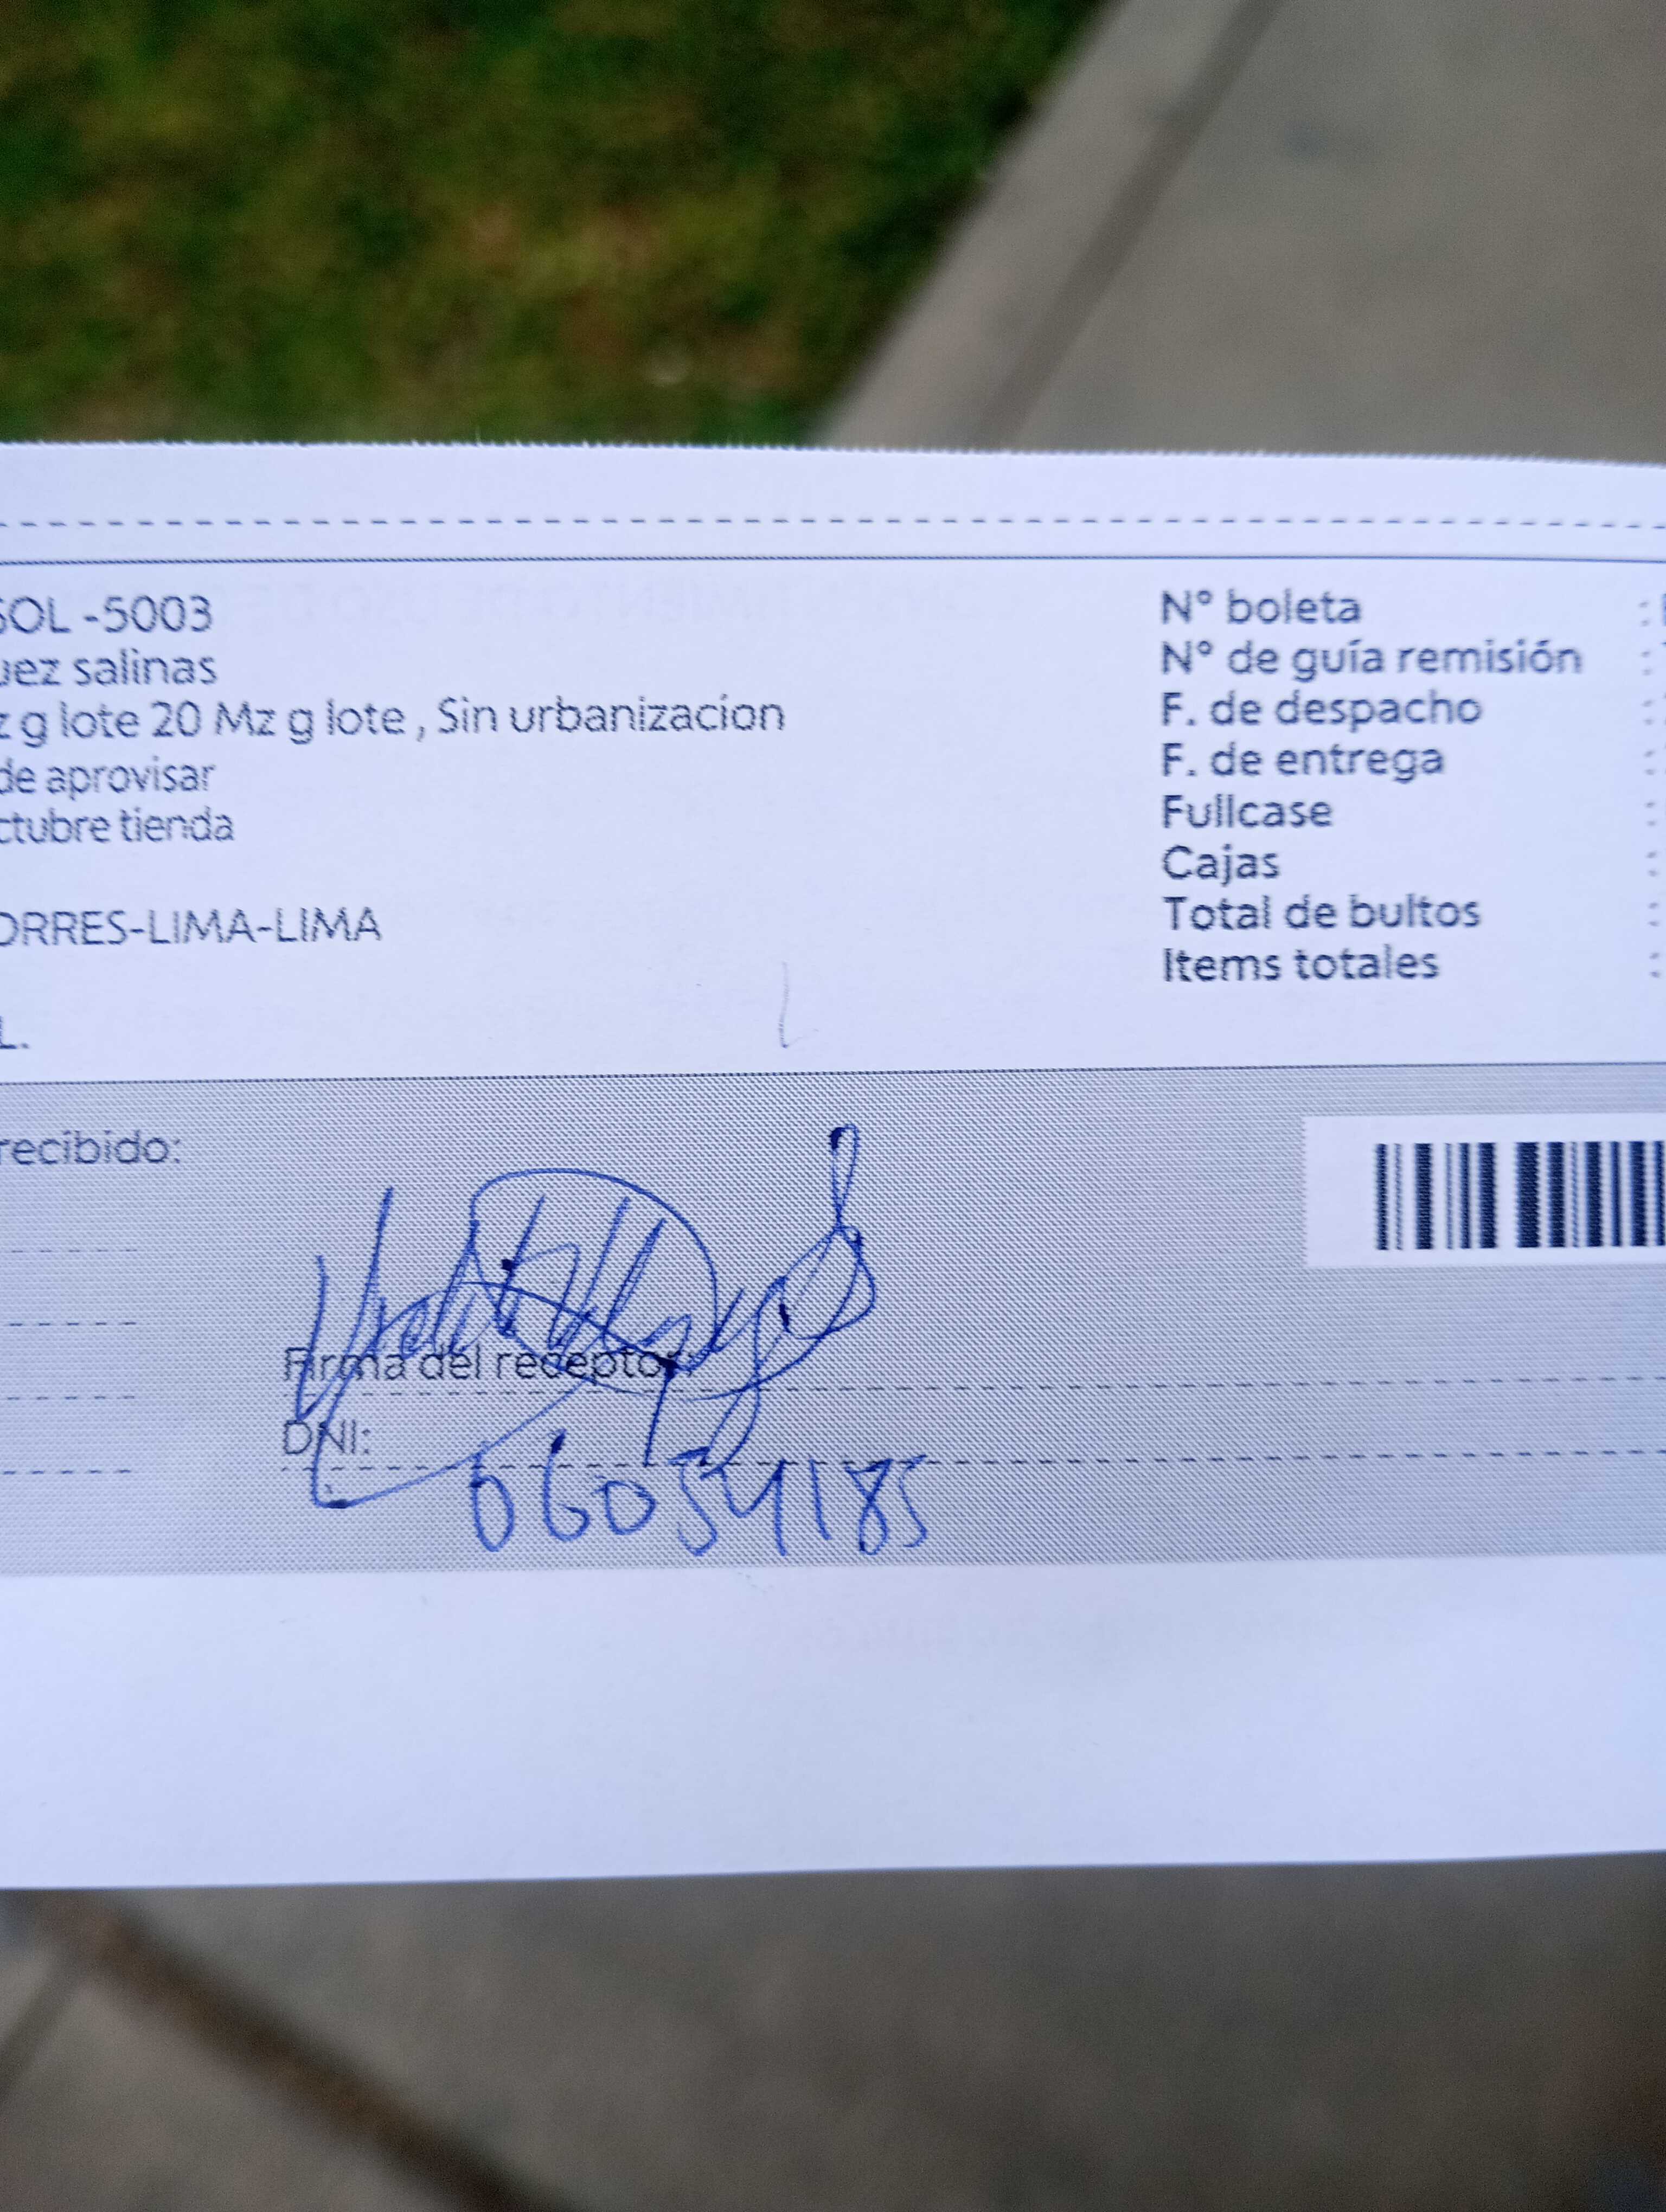 SOL -5003
uez salinas
z g lote 20 Mz g lote , Sin urbanizacion
de aprovisar
ctubre tienda
ORRES-LIMA-LIMA
L.
N° boleta :
N° de guía remisión :
F. de despacho :
F. de entrega :
Fullcase :
Cajas :
Total de bultos :
Items totales :
recibido:
Firma del receptor:
DNI:
06054185